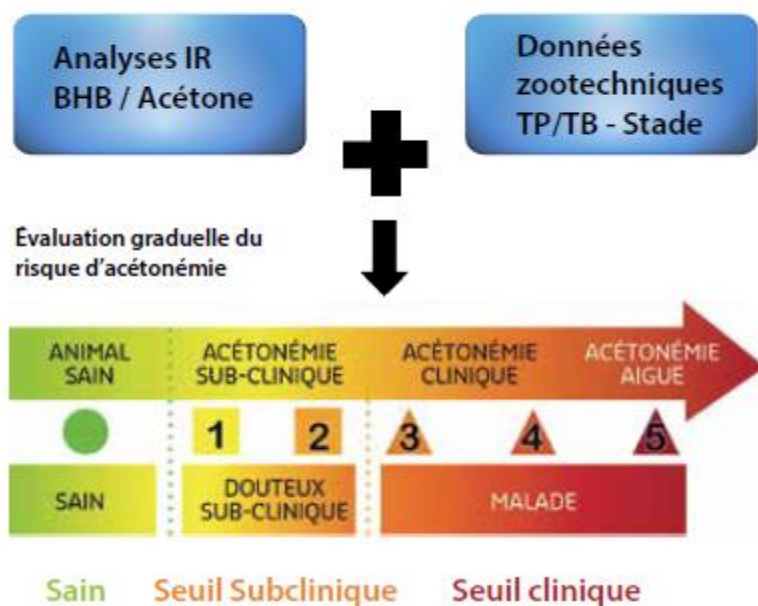 Analyses IR
BHB / Acétone
Données
zootechniques
TP/TB - Stade
Évaluation graduelle du
risque d'acétonémie
ANIMAL
SAIN
ACÉTONÉMIE
SUB-CLINIQUE
ACÉTONÉMIE
CLINIQUE
ACÉTONÉMIE
AIGUE
1
2
3
4
5
SAIN
DOUTEUX
SUB-CLINIQUE
MALADE
Sain
Seuil Subclinique
Seuil clinique